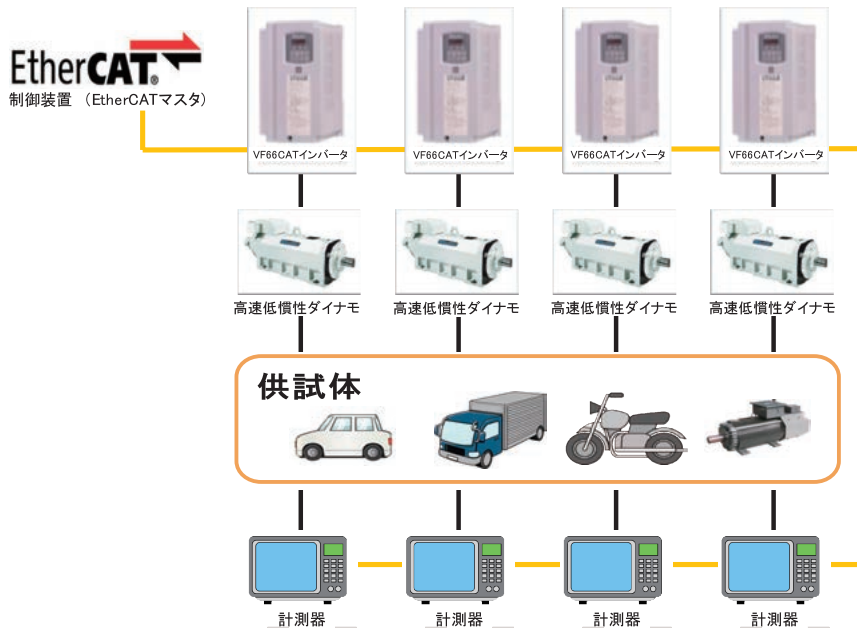 EtherCAT®
制御装置 (EtherCATマスタ)
VF66CATインバータ VF66CATインバータ VF66CATインバータ VF66CATインバータ
高速低慣性ダイナモ 高速低慣性ダイナモ 高速低慣性ダイナモ 高速低慣性ダイナモ
供試体
計測器 計測器 計測器 計測器